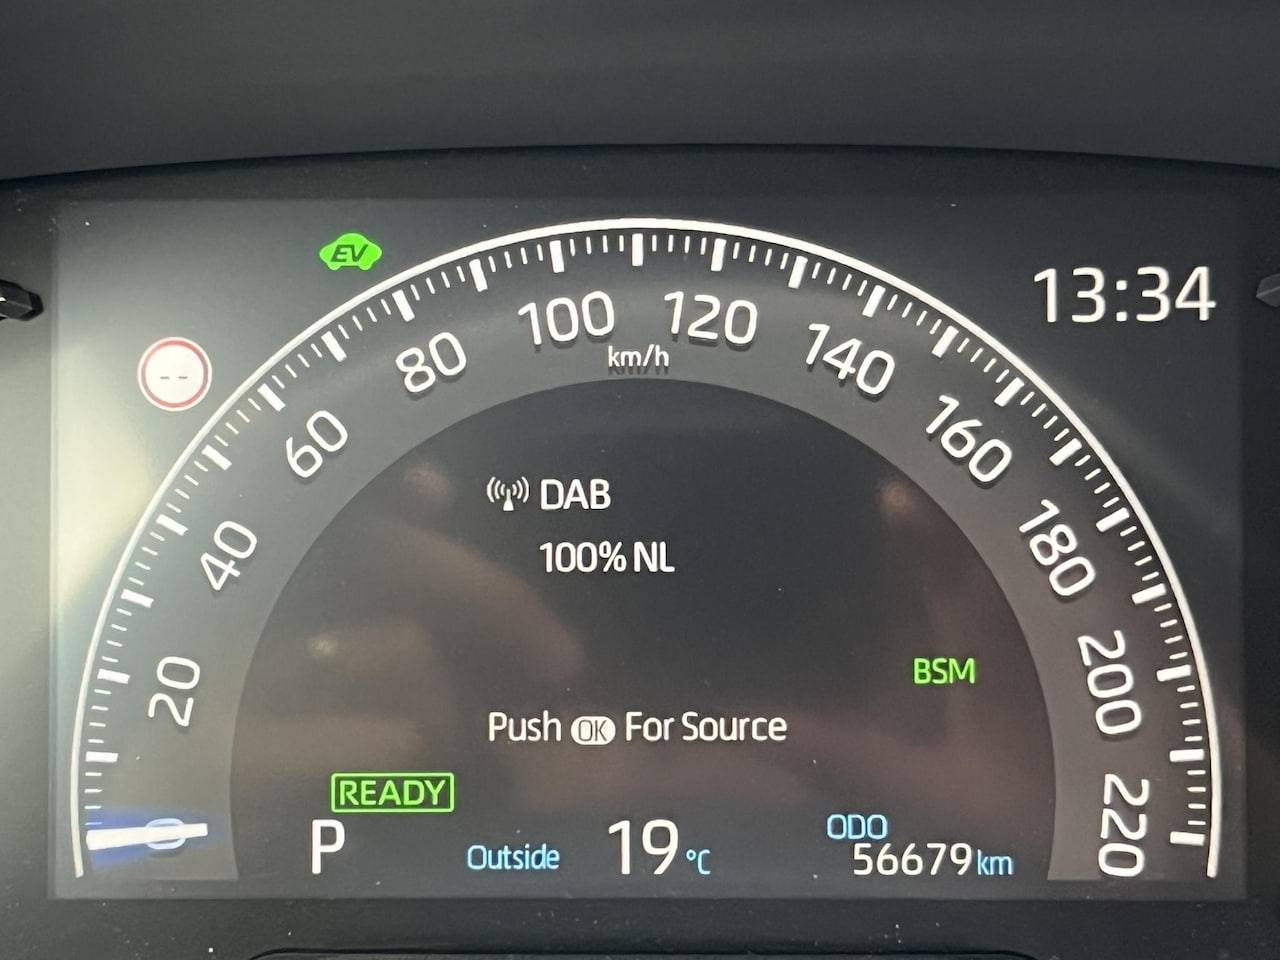 EV
13:34
--
0
20
40
60
80
100
120
140
160
180
200
220
km/h
DAB
100% NL
BSM
Push OK For Source
READY
P
Outside 19 °C
ODO
56679 km